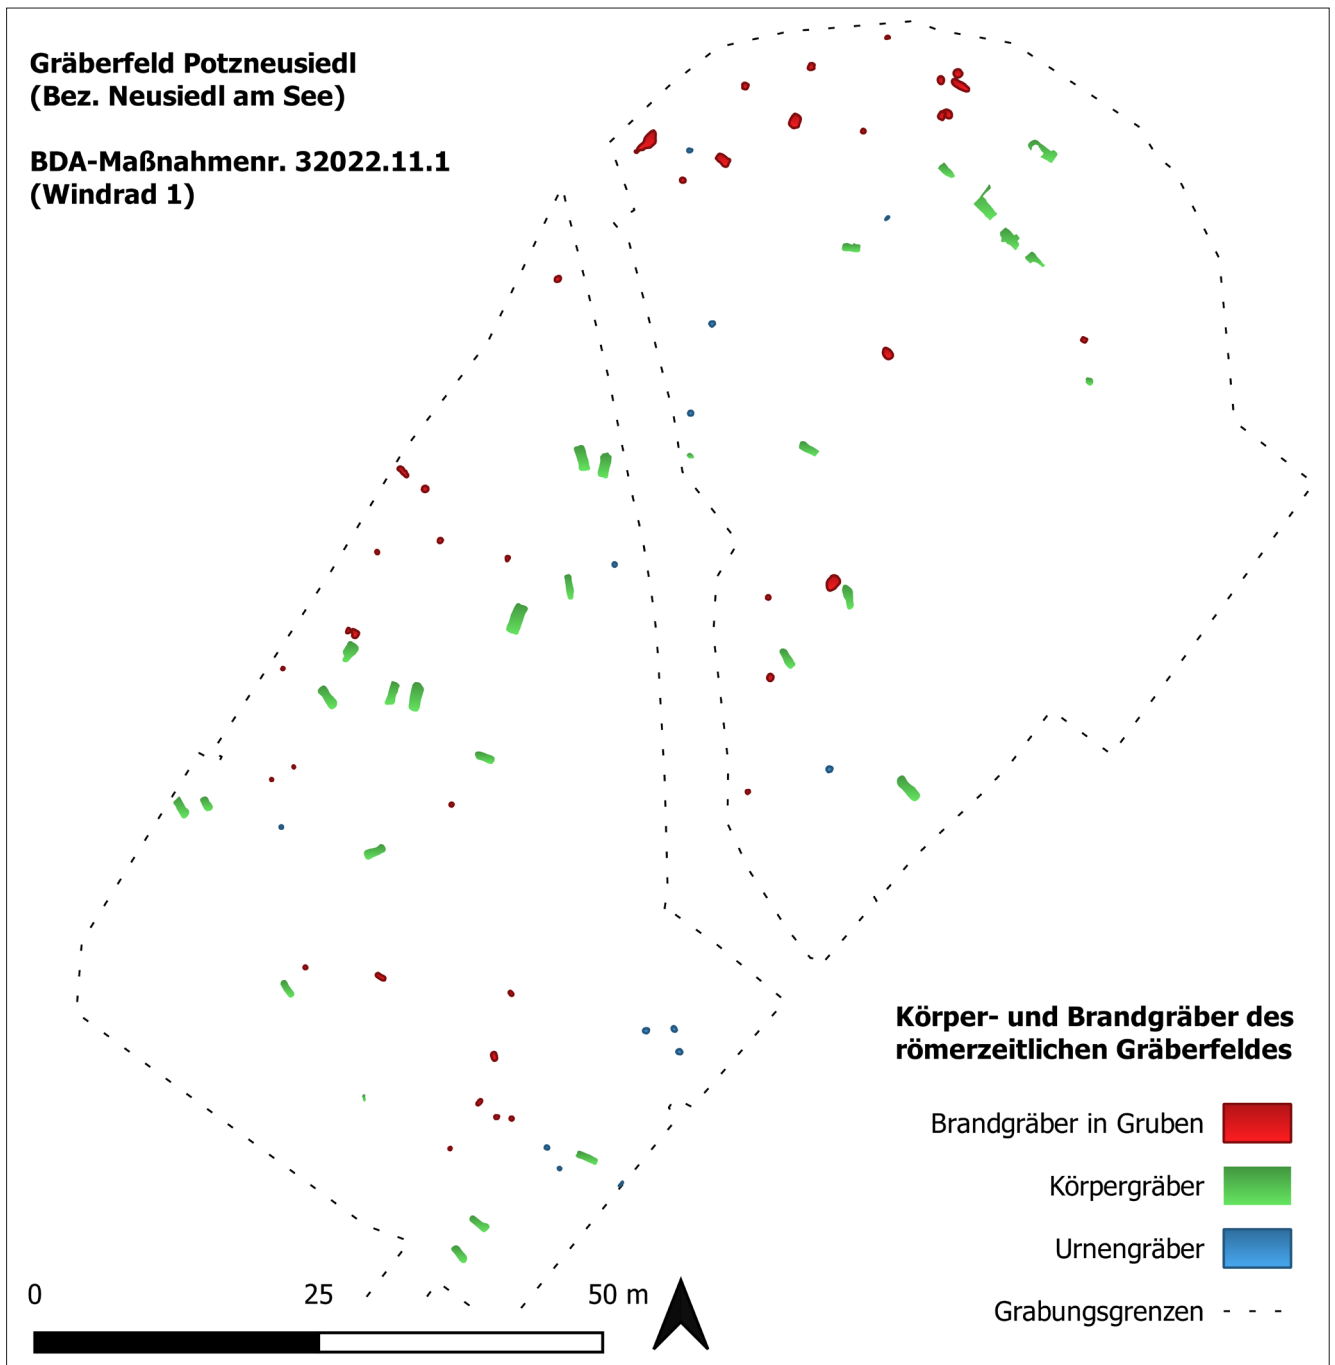 Gräberfeld Potzneusiedl
(Bez. Neusiedl am See)
BDA-Maßnahmenr. 32022.11.1
(Windrad 1)
Körper- und Brandgräber des
römerzeitlichen Gräberfeldes
Brandgräber in Gruben
Körpergräber
Urnengräber
Grabungsgrenzen
0 25 50 m